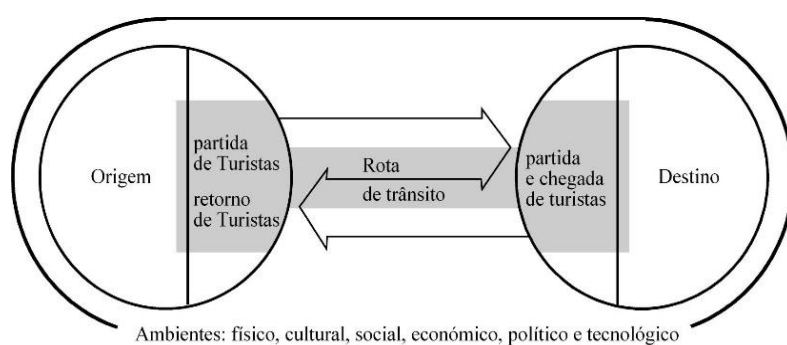 Origem
partida
de Turistas
retorno
de Turistas
Rota
de trânsito
partida
e chegada
de turistas
Destino
Ambientes: físico, cultural, social, económico, político e tecnológico